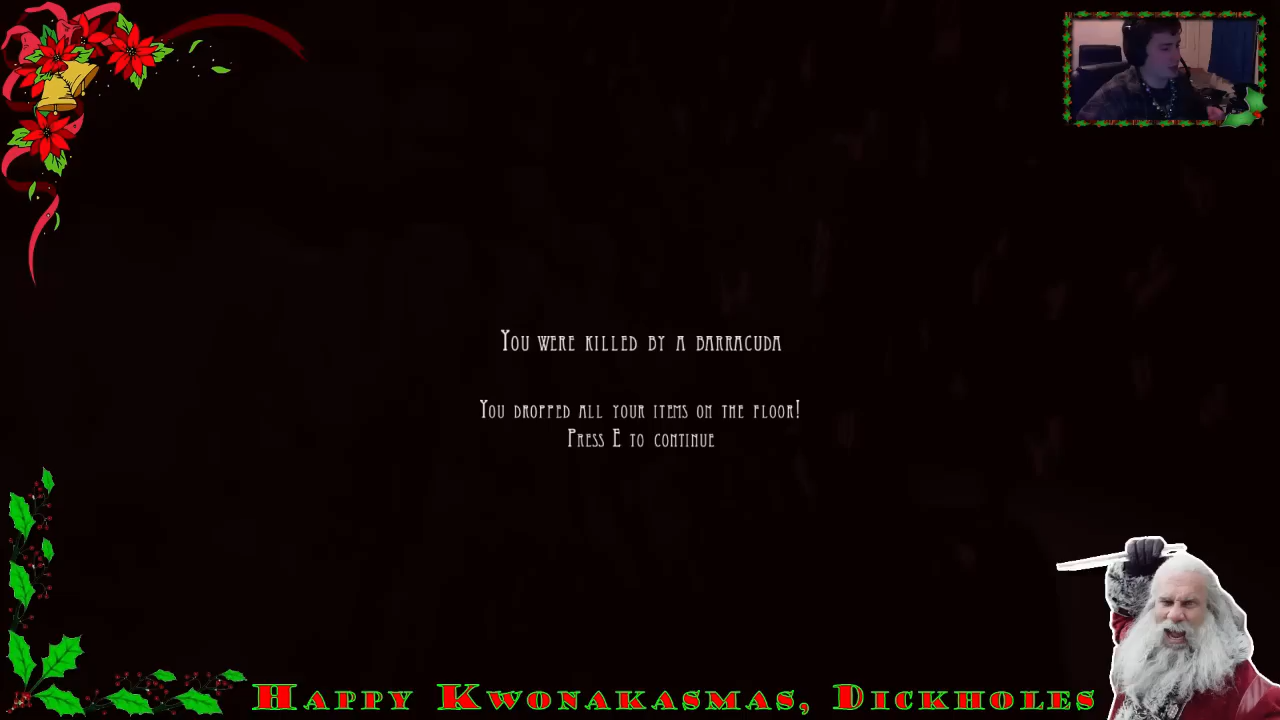 You were killed by a barracuda
You dropped all your items on the floor!
Press E to continue
Happy Kwonakasmas, Dickholes